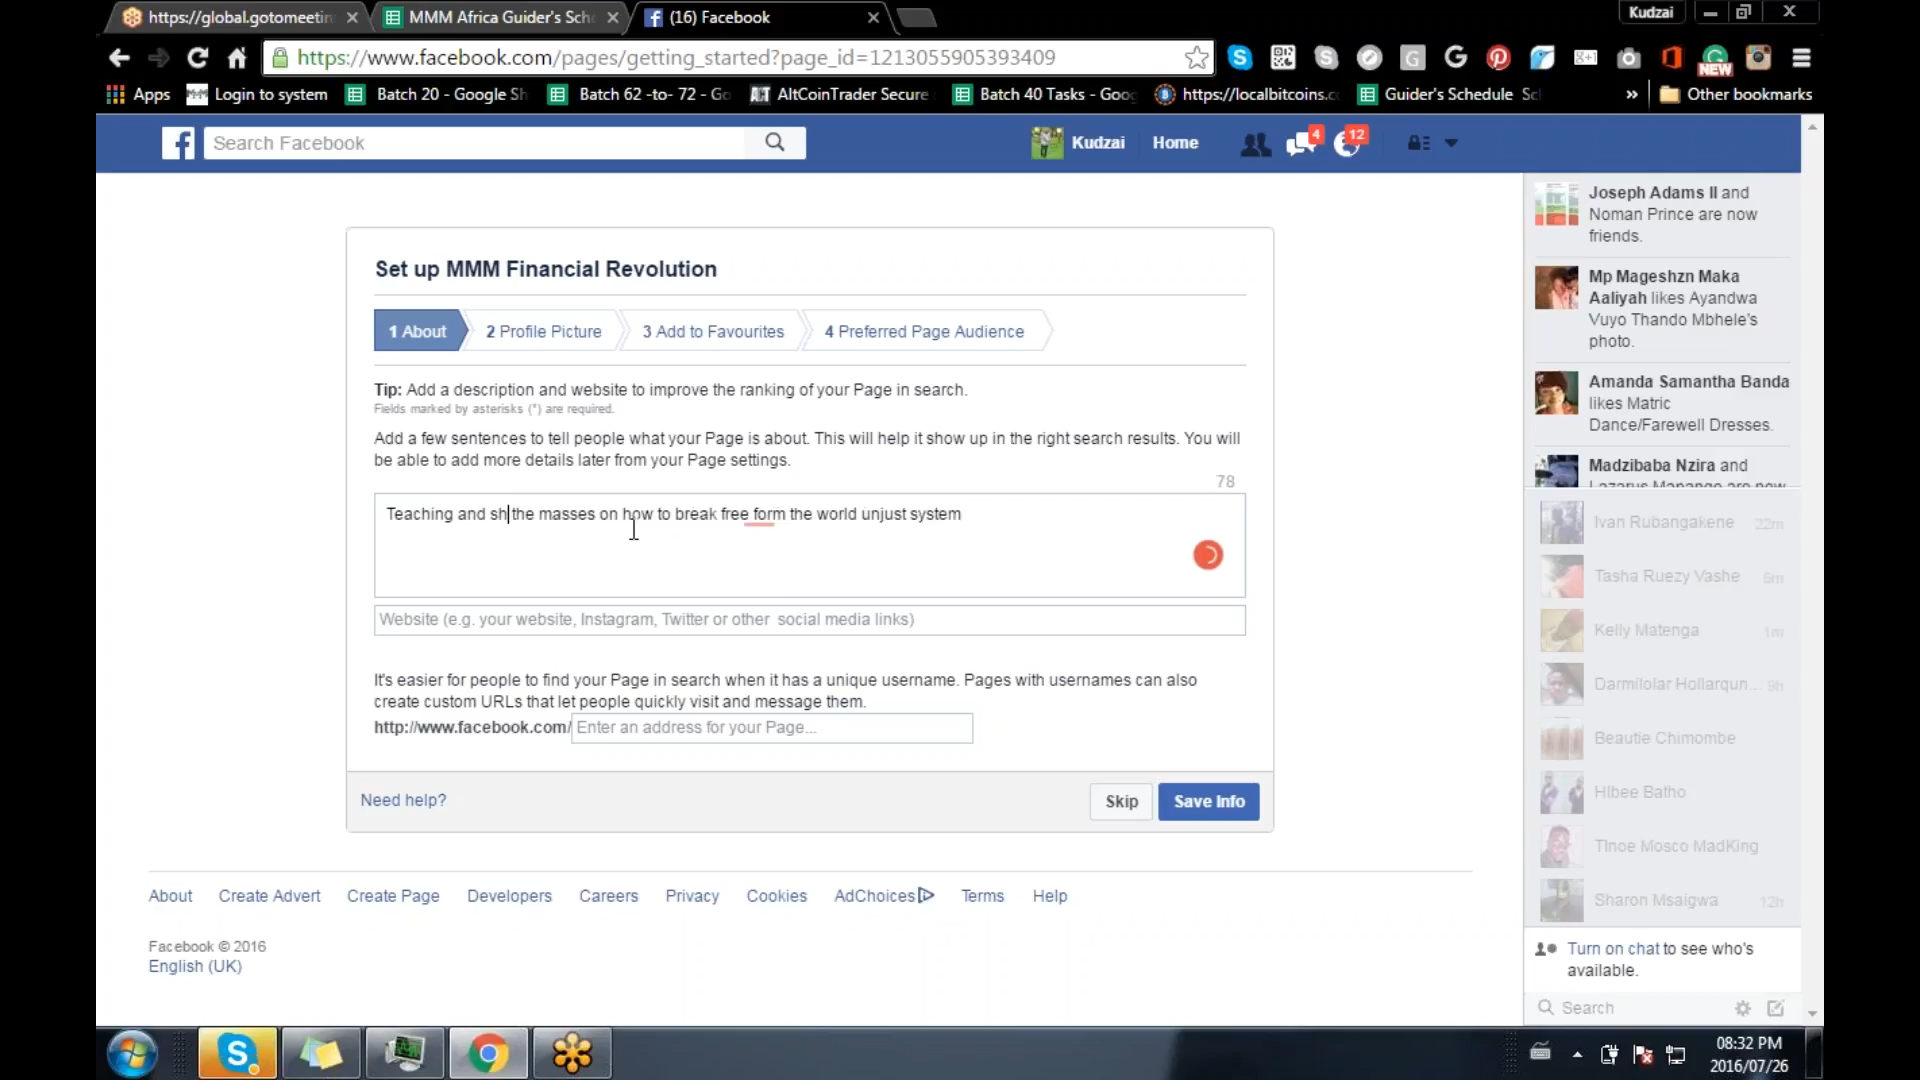 https://global.gotomeetin
MMM Africa Guider's Sch
(16) Facebook
Kudzai
https://www.facebook.com/pages/getting_started?page_id=1213055905393409
NEW
Apps
Login to system
Batch 20 - Google Sh
Batch 62 -to- 72 - Go
AltCoinTrader Secure
Batch 40 Tasks - Goog
https://localbitcoins.c
Guider's Schedule Sc
»
Other bookmarks
Search Facebook
Kudzai
Home
4
12
Set up MMM Financial Revolution
1 About
2 Profile Picture
3 Add to Favourites
4 Preferred Page Audience
Tip: Add a description and website to improve the ranking of your Page in search.
Fields marked by asterisks (*) are required.
Add a few sentences to tell people what your Page is about. This will help it show up in the right search results. You will
be able to add more details later from your Page settings.
78
Teaching and sh the masses on how to break free form the world unjust system
Website (e.g. your website, Instagram, Twitter or other social media links)
It's easier for people to find your Page in search when it has a unique username. Pages with usernames can also
create custom URLs that let people quickly visit and message them.
http://www.facebook.com/ Enter an address for your Page...
Need help?
Skip
Save Info
About
Create Advert
Create Page
Developers
Careers
Privacy
Cookies
AdChoices
Terms
Help
Facebook © 2016
English (UK)
Joseph Adams II and
Noman Prince are now
friends.
Mp Mageshzn Maka
Aaliyah likes Ayandwa
Vuyo Thando Mbhele's
photo.
Amanda Samantha Banda
likes Matric
Dance/Farewell Dresses.
Madzibaba Nzira and
Ivan Rubangakene 22m
Tasha Ruezy Vashe 6m
Kelly Matenga 1m
Darmilolar Hollarqun... 9h
Beautie Chimombe
Hlbee Batho
TInoe Mosco MadKing
Sharon Msaigwa 12h
Turn on chat to see who's
available.
Search
08:32 PM
2016/07/26